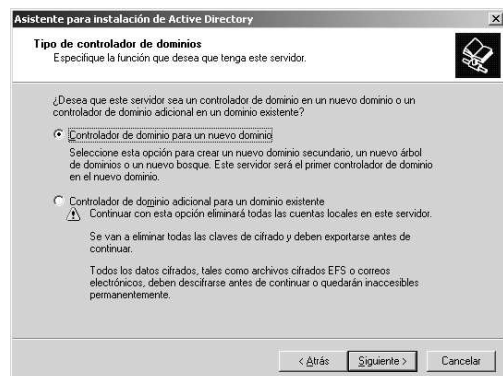 Asistente para instalación de Active Directory
Tipo de controlador de dominios
Especifique la función que desea que tenga este servidor.
¿Desea que este servidor sea un controlador de dominio en un nuevo dominio o un
controlador de dominio adicional en un dominio existente?
Controlador de dominio para un nuevo dominio
Seleccione esta opción para crear un nuevo dominio secundario, un nuevo árbol
de dominios o un nuevo bosque. Este servidor será el primer controlador de dominio
en el nuevo dominio.
Controlador de dominio adicional para un dominio existente
Continuar con esta opción eliminará todas las cuentas locales en este servidor.
Se van a eliminar todas las claves de cifrado y deben exportarse antes de
continuar.
Todos los datos cifrados, tales como archivos cifrados EFS o correos
electrónicos, deben descifrarse antes de continuar o quedarán inaccesibles
permanentemente.
< Atrás Siguiente > Cancelar